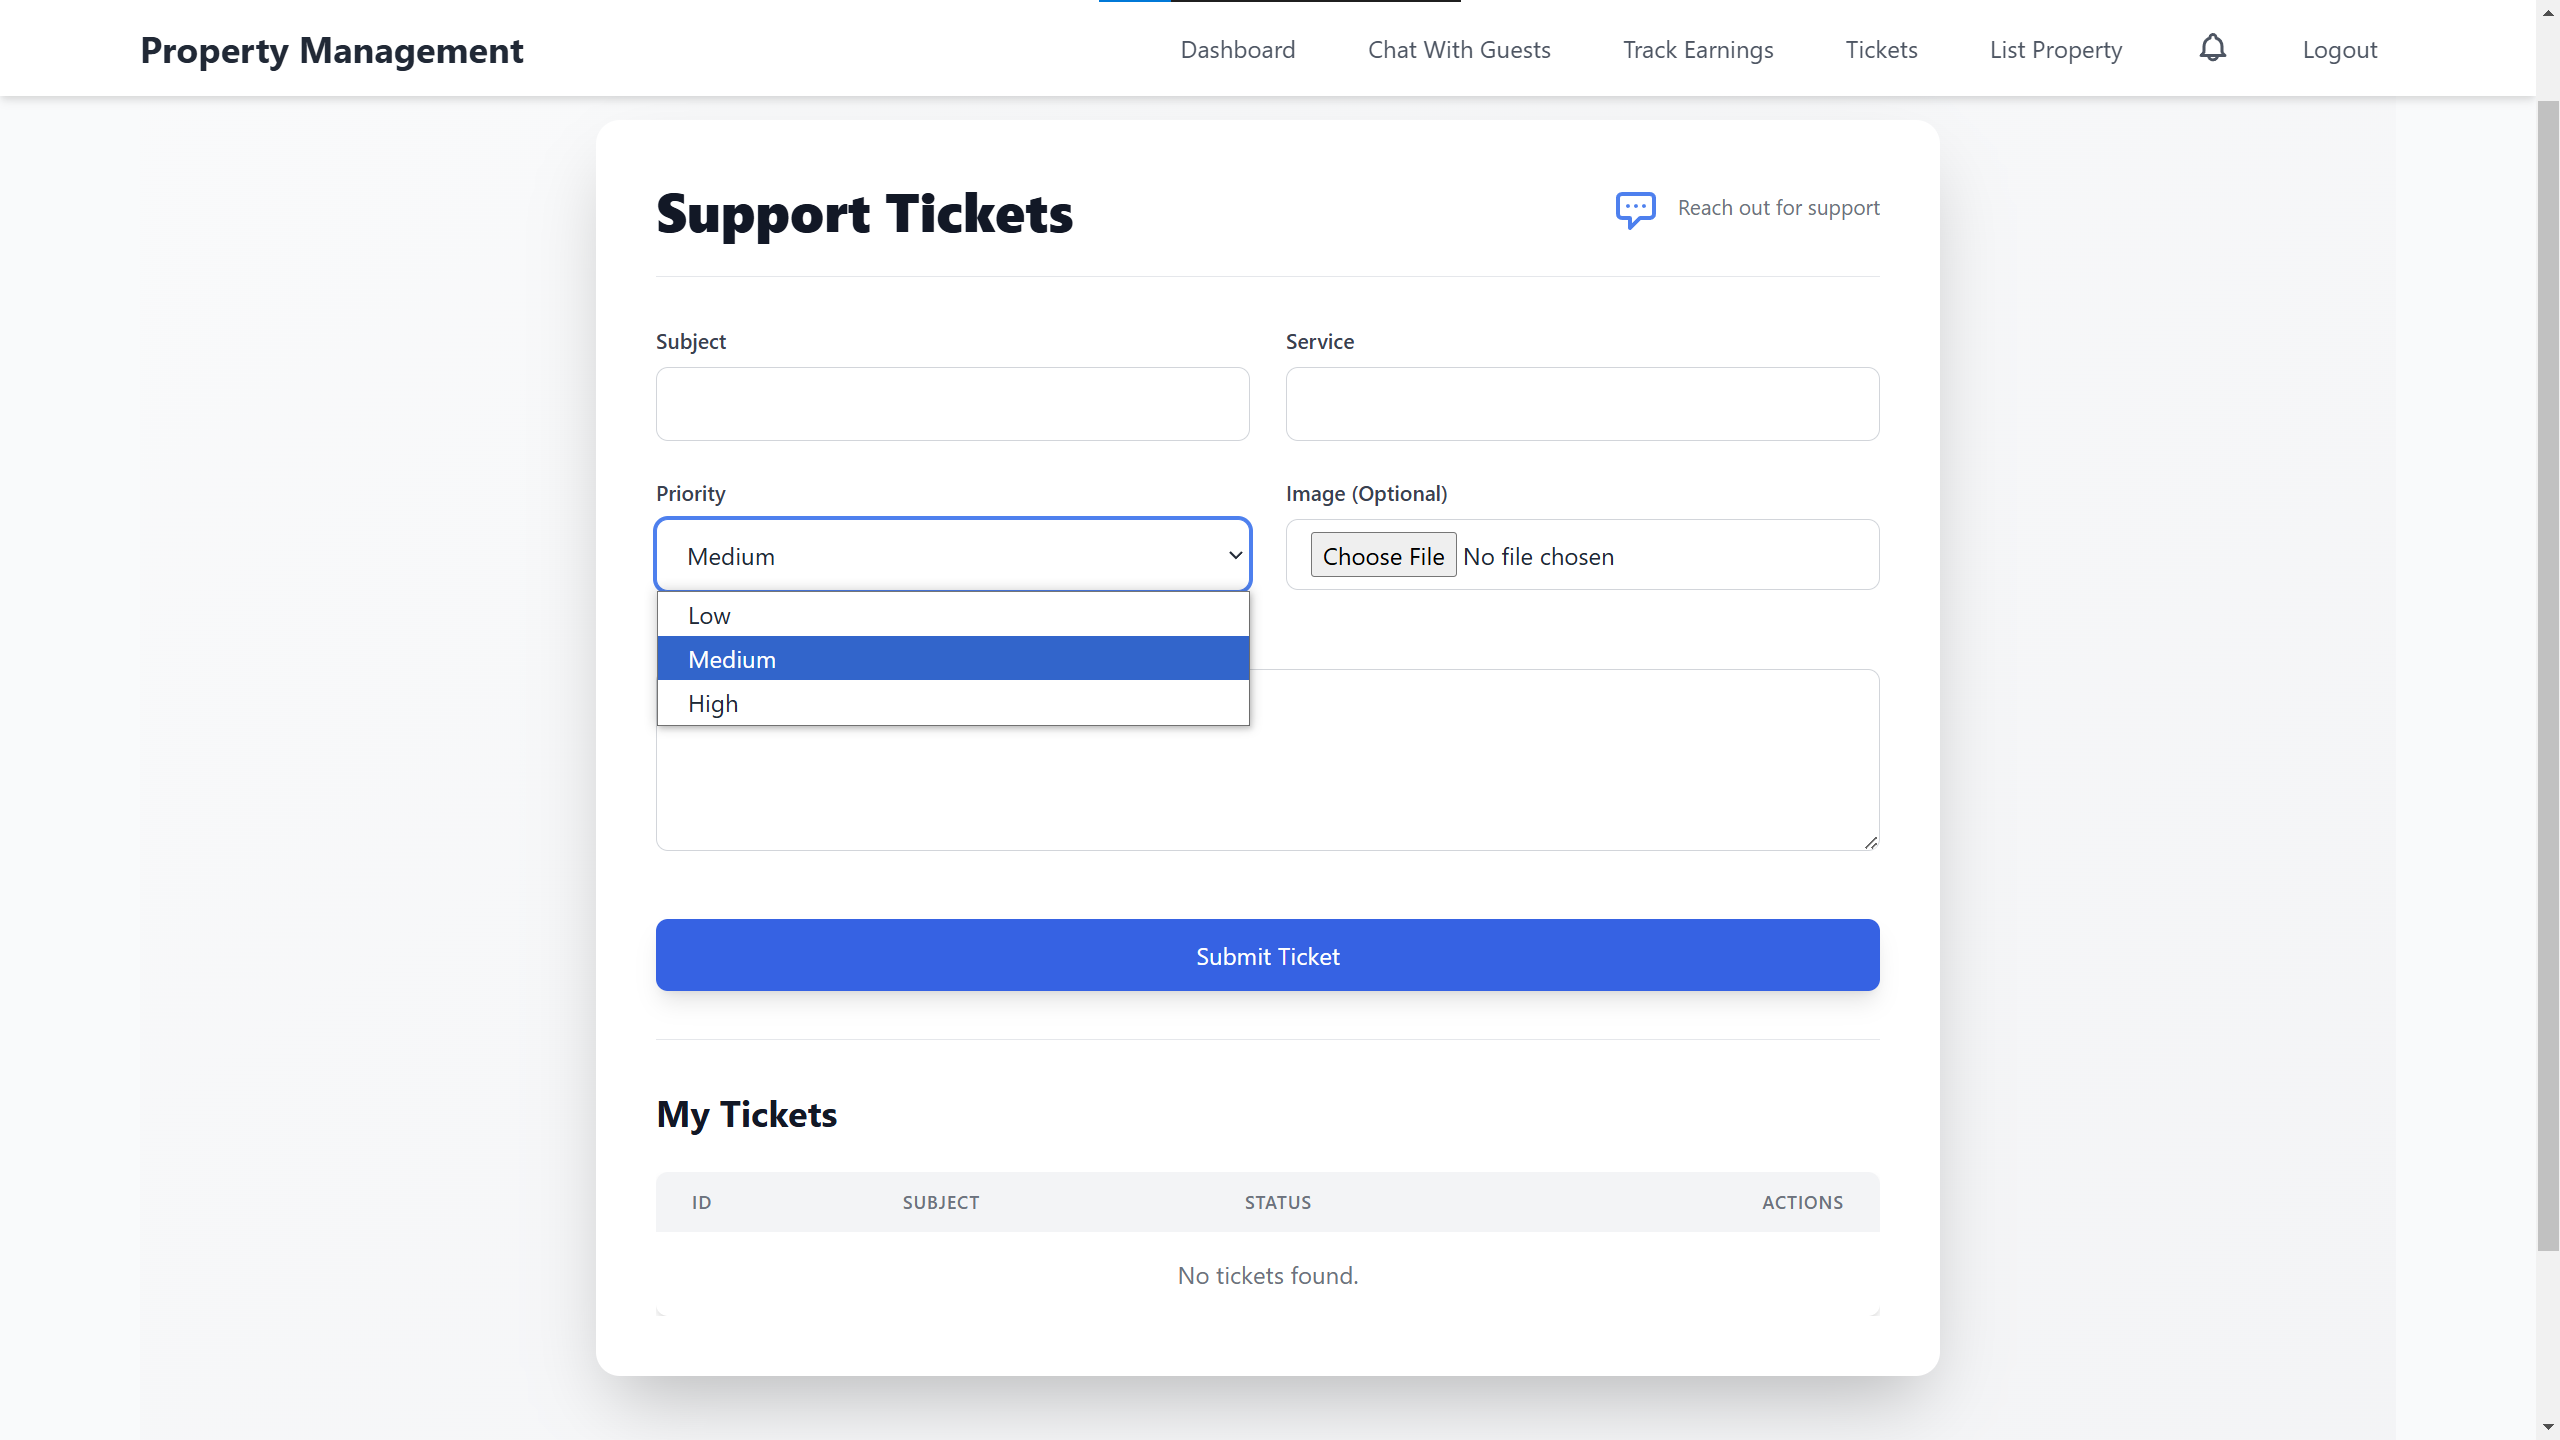 Property Management
Dashboard
Chat With Guests
Track Earnings
Tickets
List Property
Logout
Support Tickets
Reach out for support
Subject
Service
Priority
Image (Optional)
Medium
Choose File No file chosen
Low
Medium
High
Submit Ticket
My Tickets
ID SUBJECT STATUS ACTIONS
No tickets found.